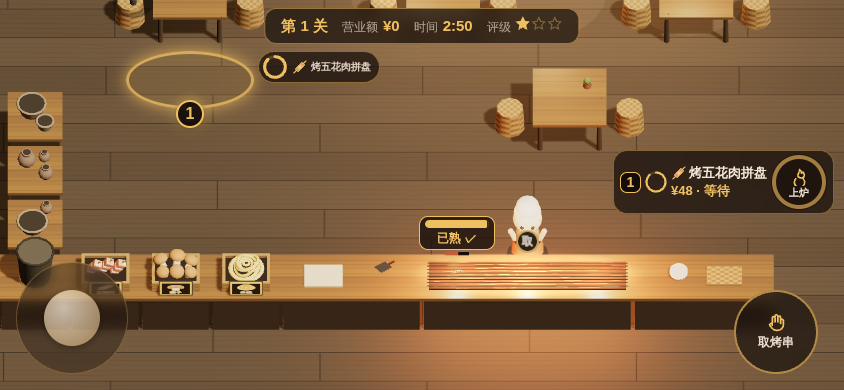 第 1 关 营业额 ¥0 时间 2:50 评级
烤五花肉拼盘
1
1 烤五花肉拼盘
¥48 · 等待
上炉
已熟
取
取烤串